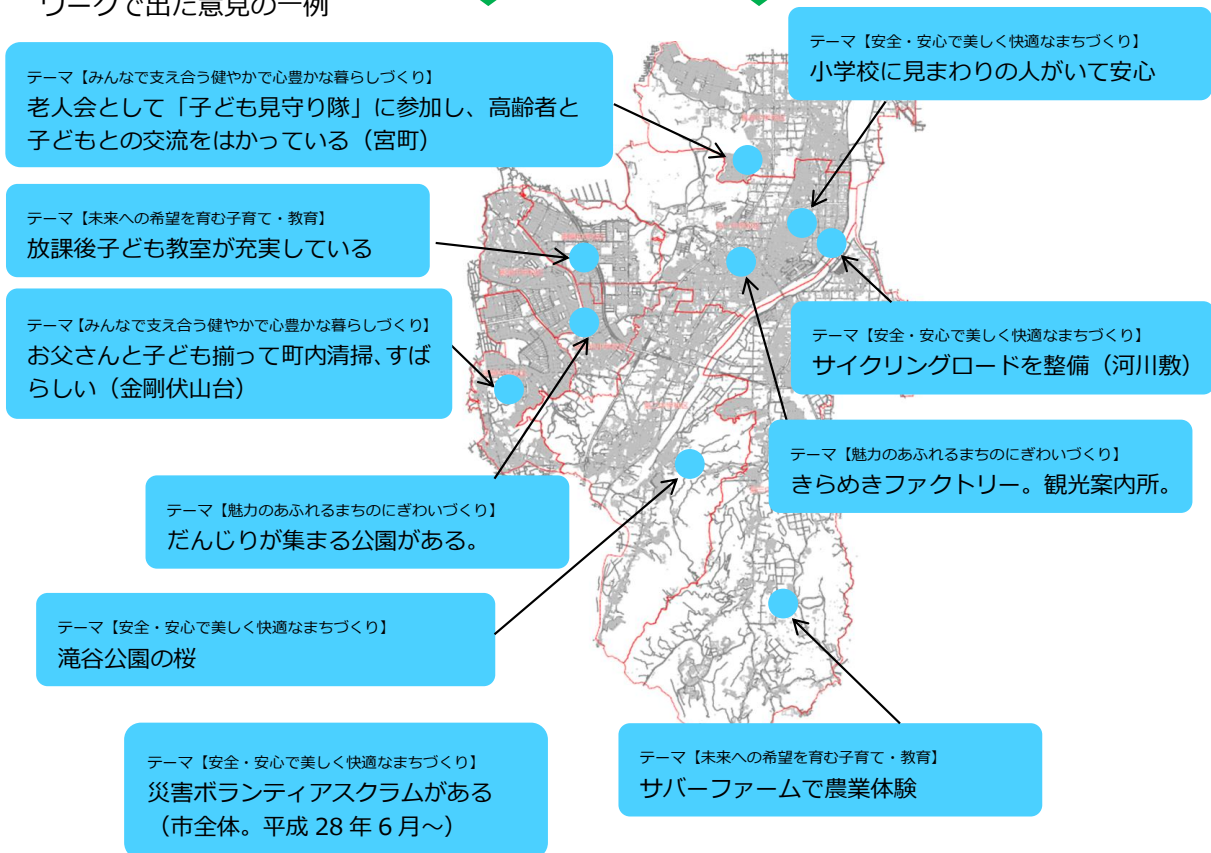 ワークで出た意見の一例
テーマ【安全・安心で美しく快適なまちづくり】
小学校に見まわりの人がいて安心
テーマ【みんなで支え合う健やかで心豊かな暮らしづくり】
老人会として「子ども見守り隊」に参加し、高齢者と
子どもとの交流をはかっている（宮町）
テーマ【未来への希望を育む子育て・教育】
放課後子ども教室が充実している
テーマ【みんなで支え合う健やかで心豊かな暮らしづくり】
お父さんと子ども揃って町内清掃、すば
らしい（金剛伏山台）
テーマ【安全・安心で美しく快適なまちづくり】
サイクリングロードを整備（河川敷）
テーマ【魅力のあふれるまちのにぎわいづくり】
きらめきファクトリー。観光案内所。
テーマ【魅力のあふれるまちのにぎわいづくり】
だんじりが集まる公園がある。
テーマ【安全・安心で美しく快適なまちづくり】
滝谷公園の桜
テーマ【安全・安心で美しく快適なまちづくり】
災害ボランティアスクラムがある
（市全体。平成 28 年 6 月～）
テーマ【未来への希望を育む子育て・教育】
サバーファームで農業体験